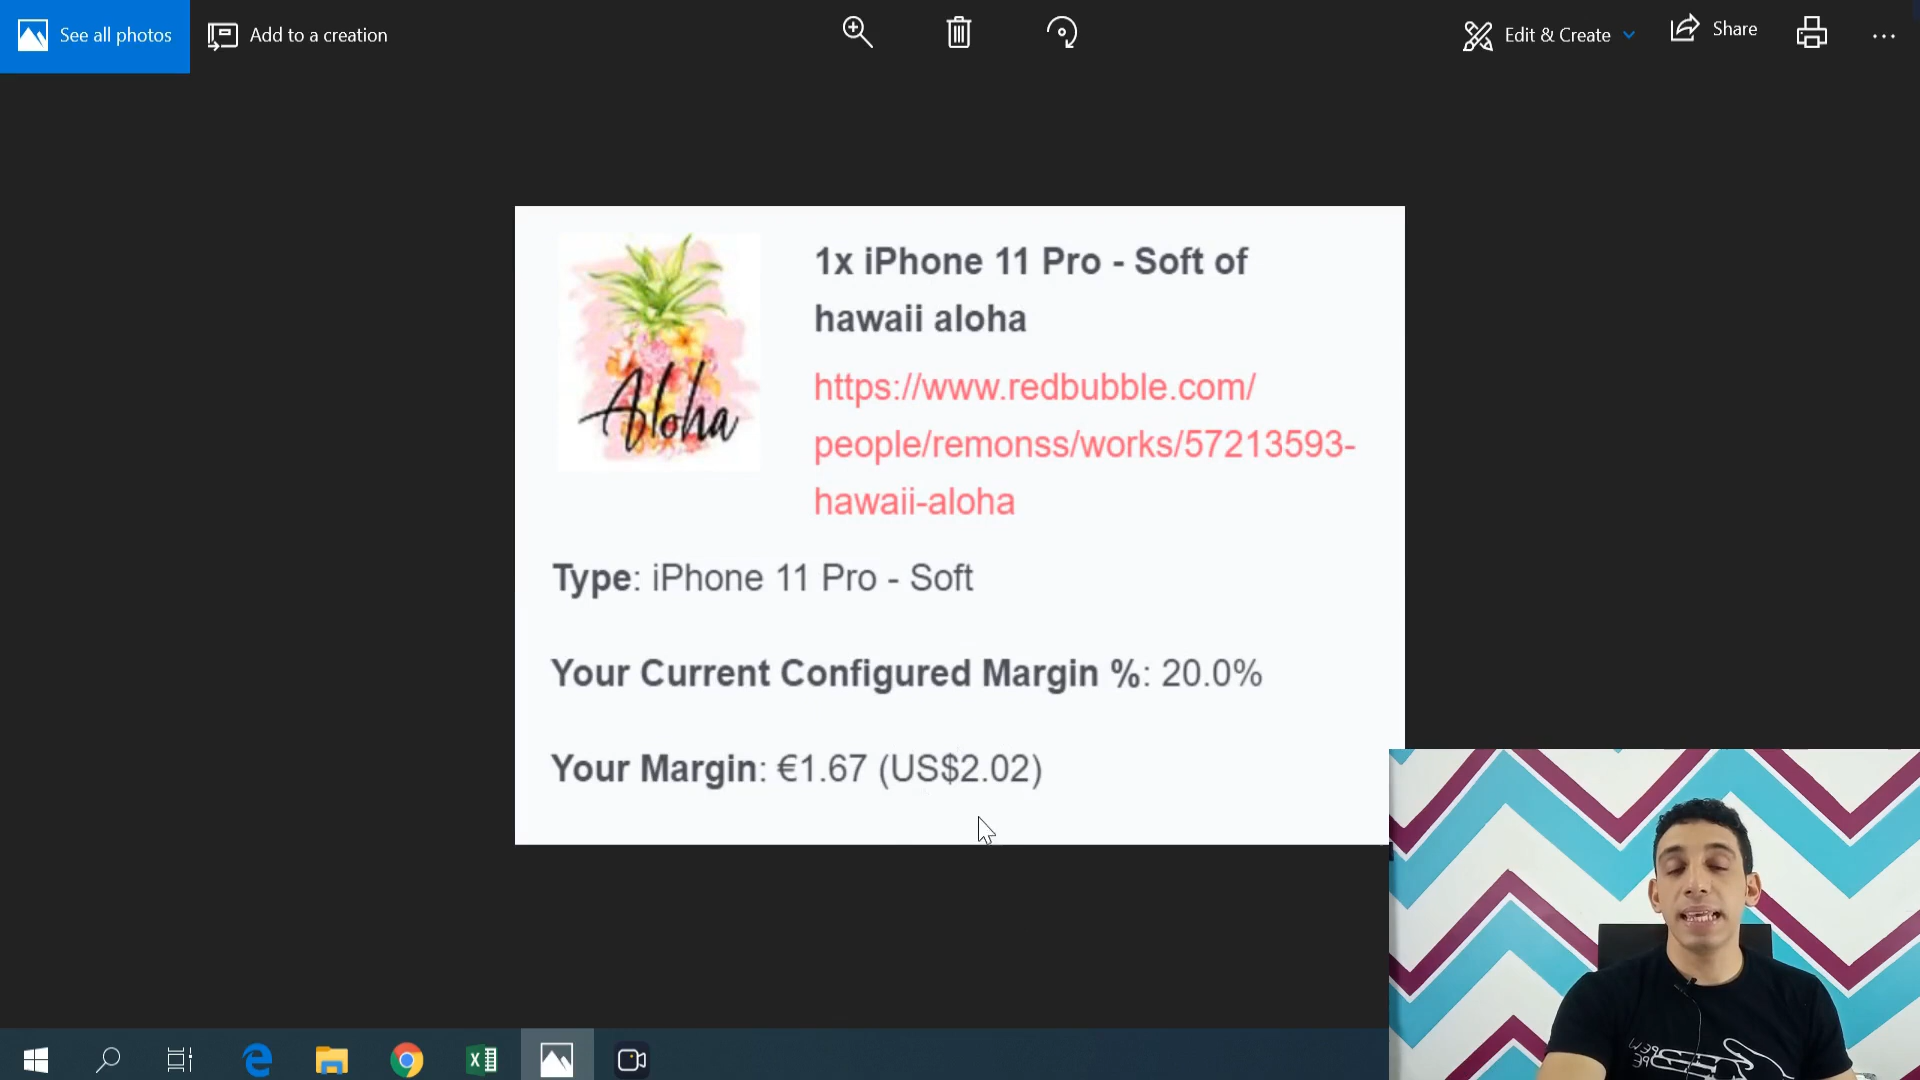 See all photos
Add to a creation
Edit & Create
Share
Aloha
1x iPhone 11 Pro - Soft of
hawaii aloha
https://www.redbubble.com/
people/remonss/works/57213593-
hawaii-aloha
Type: iPhone 11 Pro - Soft
Your Current Configured Margin %: 20.0%
Your Margin: €1.67 (US$2.02)